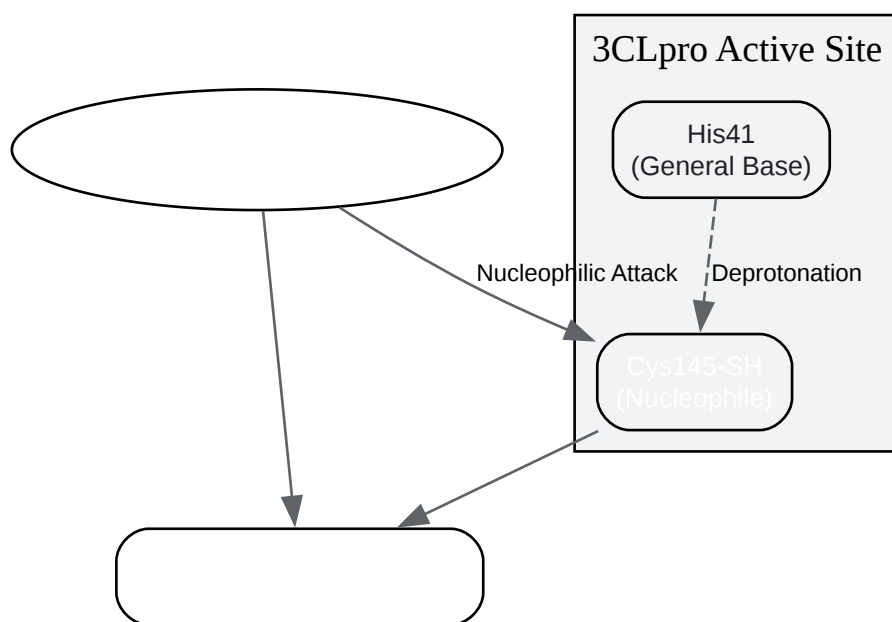 3CLpro Active Site
His41
(General Base)
Nucleophilic Attack
Deprotonation
Cys145-SH
(Nucleophile)